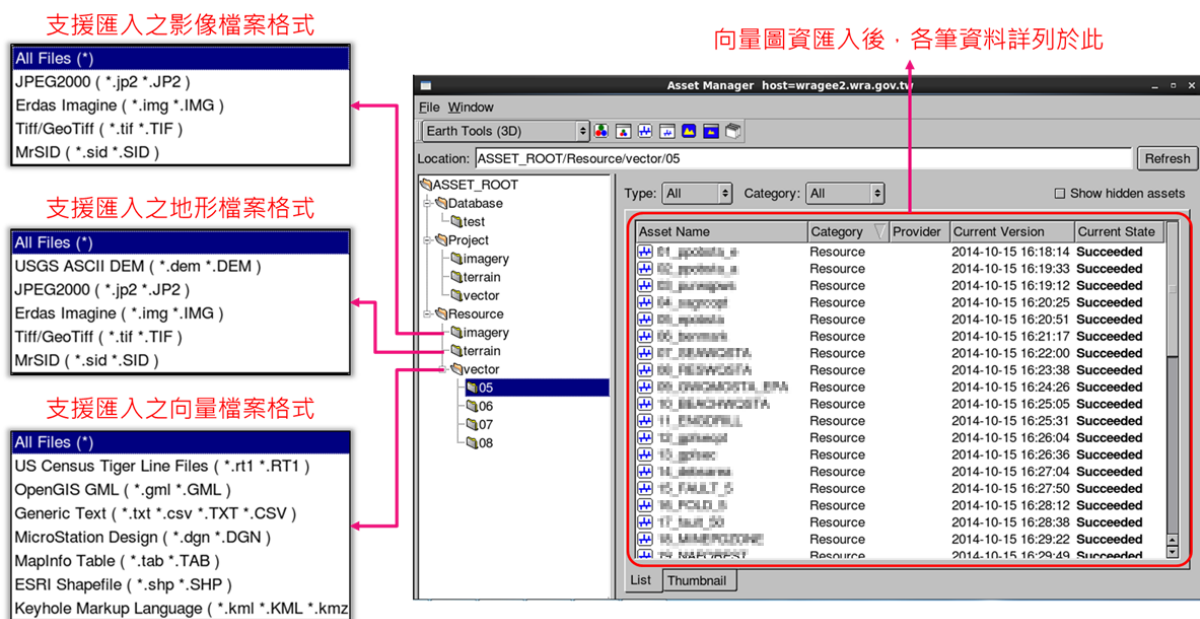 支援匯入之影像檔案格式
All Files (*)
JPEG2000 ( *.jp2 *.JP2 )
Erdas Imagine ( *.img *.IMG )
Tiff/GeoTiff ( *.tif *.TIF )
MrSID ( *.sid *.SID )
支援匯入之地形檔案格式
All Files (*)
USGS ASCII DEM ( *.dem *.DEM )
JPEG2000 ( *.jp2 *.JP2 )
Erdas Imagine ( *.img *.IMG )
Tiff/GeoTiff ( *.tif *.TIF )
MrSID ( *.sid *.SID )
支援匯入之向量檔案格式
All Files (*)
US Census Tiger Line Files ( *.rt1 *.RT1 )
OpenGIS GML ( *.gml *.GML )
Generic Text ( *.txt *.csv *.TXT *.CSV )
MicroStation Design ( *.dgn *.DGN )
MapInfo Table ( *.tab *.TAB )
ESRI Shapefile ( *.shp *.SHP )
Keyhole Markup Language ( *.kml *.KML *.kmz
向量圖資匯入後，各筆資料詳列於此
Asset Manager host=wragee2.wra.gov.tw
File Window
Earth Tools (3D)
Location: ASSET_ROOT/Resource/vector/05 Refresh
ASSET_ROOT
Database
test
Project
imagery
terrain
vector
Resource
imagery
terrain
vector
05
06
07
08
Type: All Category: All Show hidden assets
Asset Name Category Provider Current Version Current State
Resource 2014-10-15 16:18:14 Succeeded
Resource 2014-10-15 16:19:33 Succeeded
Resource 2014-10-15 16:19:12 Succeeded
Resource 2014-10-15 16:20:25 Succeeded
Resource 2014-10-15 16:20:51 Succeeded
Resource 2014-10-15 16:21:17 Succeeded
Resource 2014-10-15 16:22:00 Succeeded
Resource 2014-10-15 16:23:38 Succeeded
Resource 2014-10-15 16:24:26 Succeeded
Resource 2014-10-15 16:25:05 Succeeded
Resource 2014-10-15 16:25:31 Succeeded
Resource 2014-10-15 16:26:04 Succeeded
Resource 2014-10-15 16:26:36 Succeeded
Resource 2014-10-15 16:27:04 Succeeded
15_FAULT_5 Resource 2014-10-15 16:27:50 Succeeded
Resource 2014-10-15 16:28:12 Succeeded
17_fault_50 Resource 2014-10-15 16:28:38 Succeeded
Resource 2014-10-15 16:29:22 Succeeded
Resource 2014-10-15 16:29:49 Succeeded
List Thumbnail